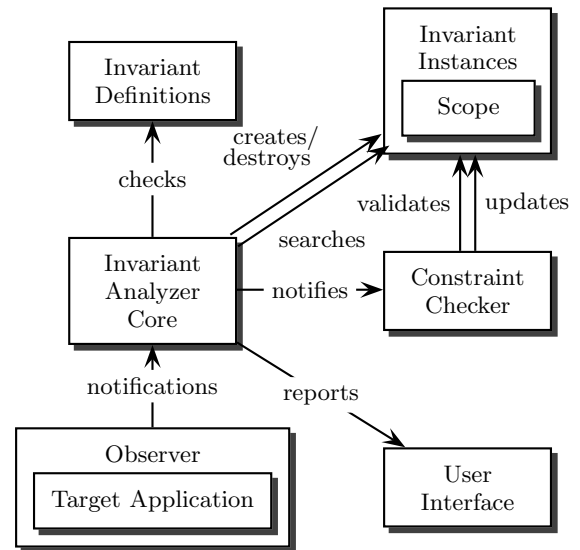 Invariant
Definitions
Invariant
Instances
Scope
creates/
destroys
checks
searches
validates
updates
Invariant
Analyzer
Core
notifies
Constraint
Checker
notifications
reports
Observer
Target Application
User
Interface